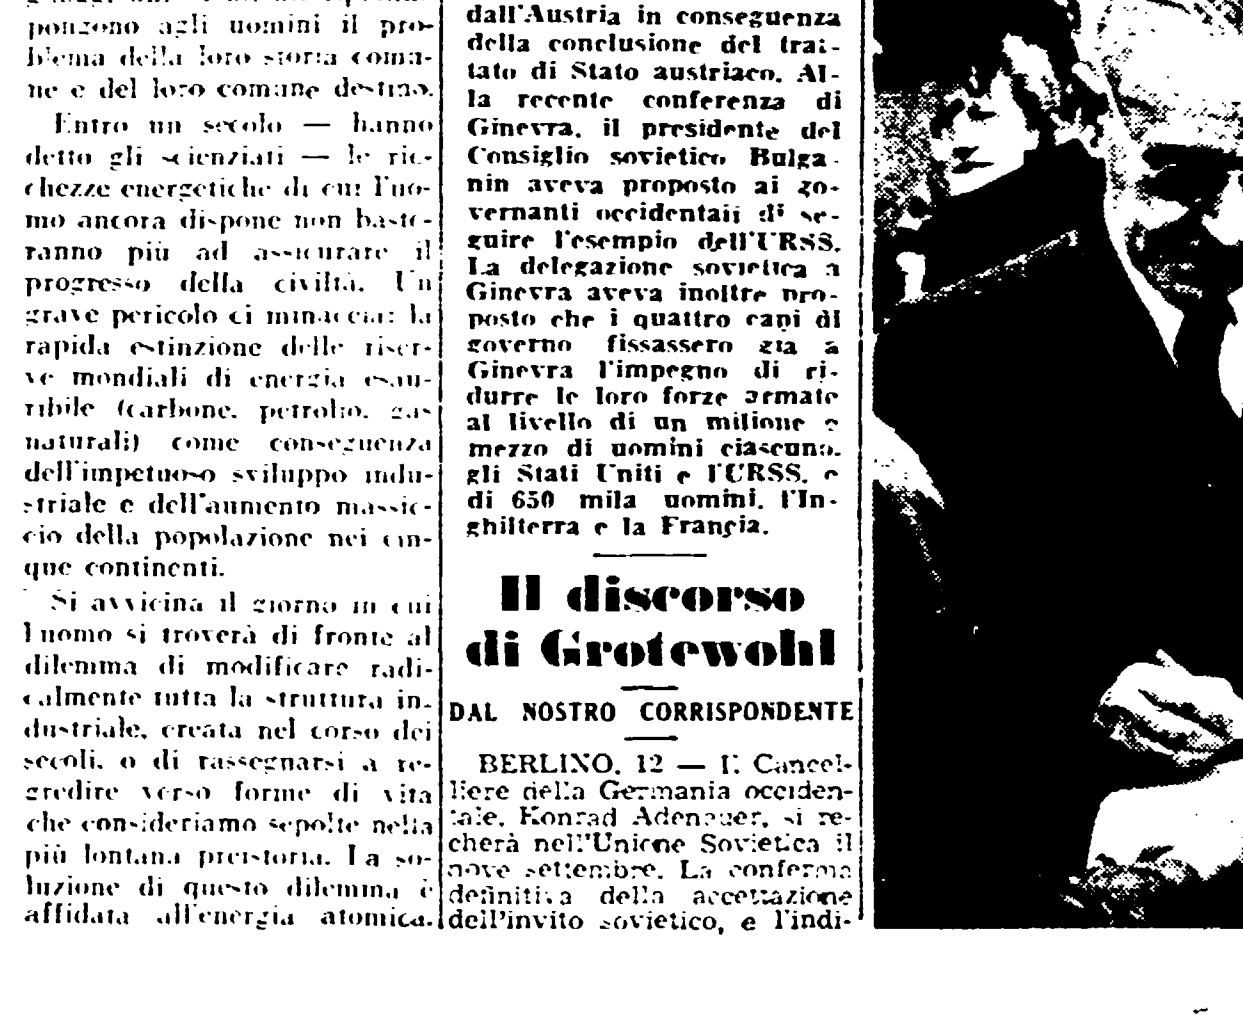 ponzono agli uomini il pro-
blema della loro storia comu-
ne e del loro comune destino.
Entro un secolo — hanno
detto gli scienziati — le ric-
chezze energetiche di cui l'uo-
mo ancora dispone non baste-
ranno più ad assicurare il
progresso della civiltà. Un
grave pericolo ci minaccia: la
rapida estinzione delle riser-
ve mondiali di energia esau-
ribile (carbone, petrolio, gas
naturali) come conseguenza
dell'impetuoso sviluppo indu-
striale e dell'aumento massic-
cio della popolazione nei cin-
que continenti.
Si avvicina il giorno in cui
l'uomo si troverà di fronte al
dilemma di modificare radi-
calmente tutta la struttura in-
dustriale, creata nel corso dei
secoli, o di rassegnarsi a re-
gredire verso forme di vita
che consideriamo sepolte nella
più lontana preistoria. La so-
luzione di questo dilemma è
affidata all'energia atomica.
dall'Austria in conseguenza
della conclusione del trat-
tato di Stato austriaco. Al-
la recente conferenza di
Ginevra, il presidente del
Consiglio sovietico Bulga-
nin aveva proposto ai go-
vernanti occidentali di se-
guire l'esempio dell'URSS.
La delegazione sovietica a
Ginevra aveva inoltre pro-
posto che i quattro capi di
governo fissassero già a
Ginevra l'impegno di ri-
durre le loro forze armate
al livello di un milione e
mezzo di uomini ciascuno,
gli Stati Uniti e l'URSS, e
di 650 mila uomini, l'In-
ghilterra e la Francia.
Il discorso
di Grotewohl
DAL NOSTRO CORRISPONDENTE
BERLINO, 12 — Il Cancel-
liere della Germania occiden-
tale, Konrad Adenauer, si re-
cherà nell'Unione Sovietica il
nove settembre. La conferma
definitiva della accettazione
dell'invito sovietico, e l'indi-